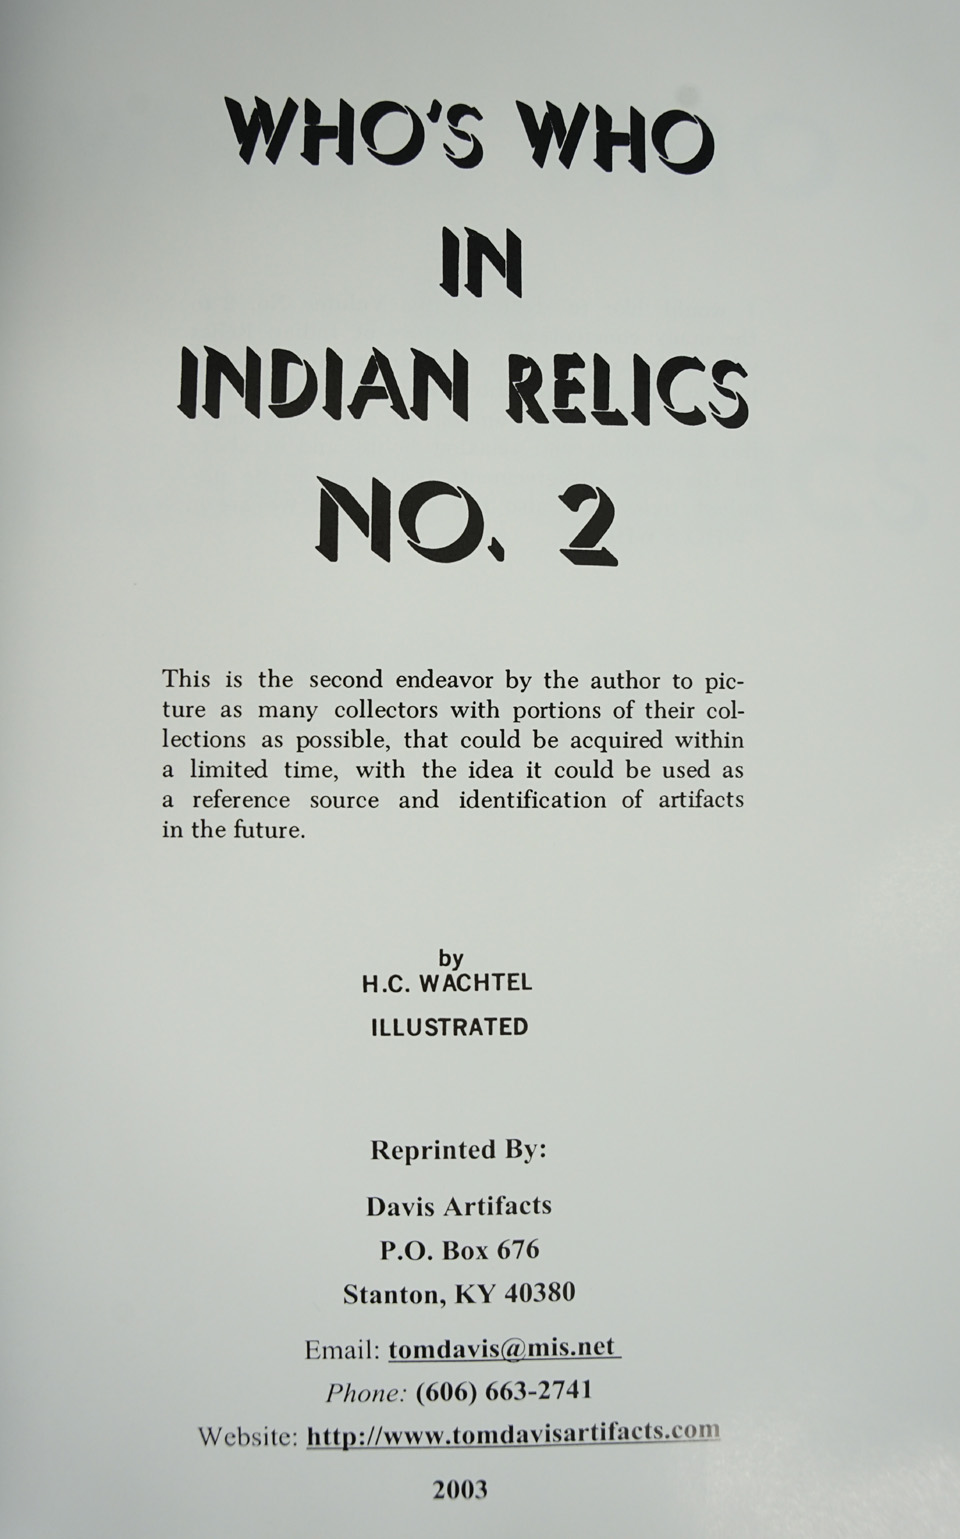 WHO'S WHO
IN
INDIAN RELICS
NO. 2
This is the second endeavor by the author to pic-
ture as many collectors with portions of their col-
lections as possible, that could be acquired within
a limited time, with the idea it could be used as
a reference source and identification of artifacts
in the future.
by
H.C. WACHTEL
ILLUSTRATED
Reprinted By:
Davis Artifacts
P.O. Box 676
Stanton, KY 40380
Email: tomdavis@mis.net
Phone: (606) 663-2741
Website: http://www.tomdavisartifacts.com
2003